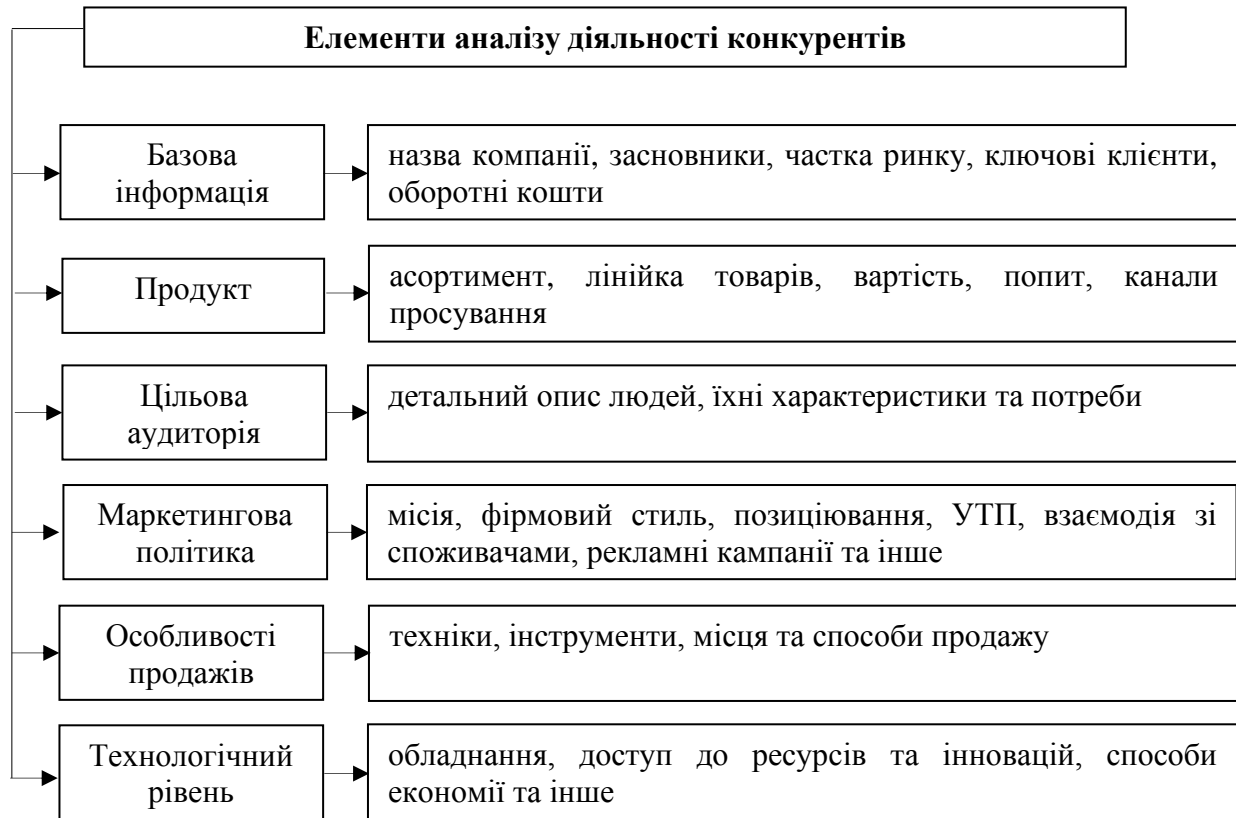 Елементи аналізу діяльності конкурентів
Базова
інформація
назва компанії, засновники, частка ринку, ключові клієнти,
оборотні кошти
Продукт
асортимент, лінійка товарів, вартість, попит, канали
просування
Цільова
аудиторія
детальний опис людей, їхні характеристики та потреби
Маркетингова
політика
місія, фірмовий стиль, позиціювання, УТП, взаємодія зі
споживачами, рекламні кампанії та інше
Особливості
продажів
техніки, інструменти, місця та способи продажу
Технологічний
рівень
обладнання, доступ до ресурсів та інновацій, способи
економії та інше